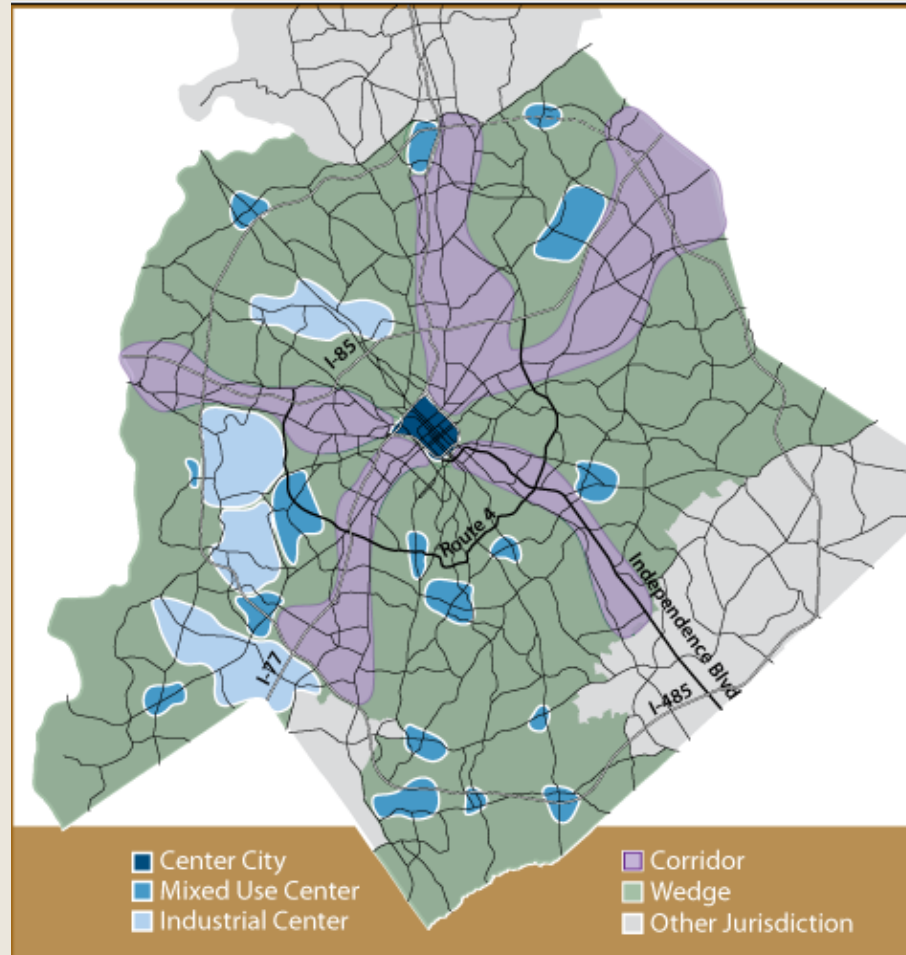 I-85
Route 4
Independence Blvd
I-77
I-485
Center City
Mixed Use Center
Industrial Center
Corridor
Wedge
Other Jurisdiction